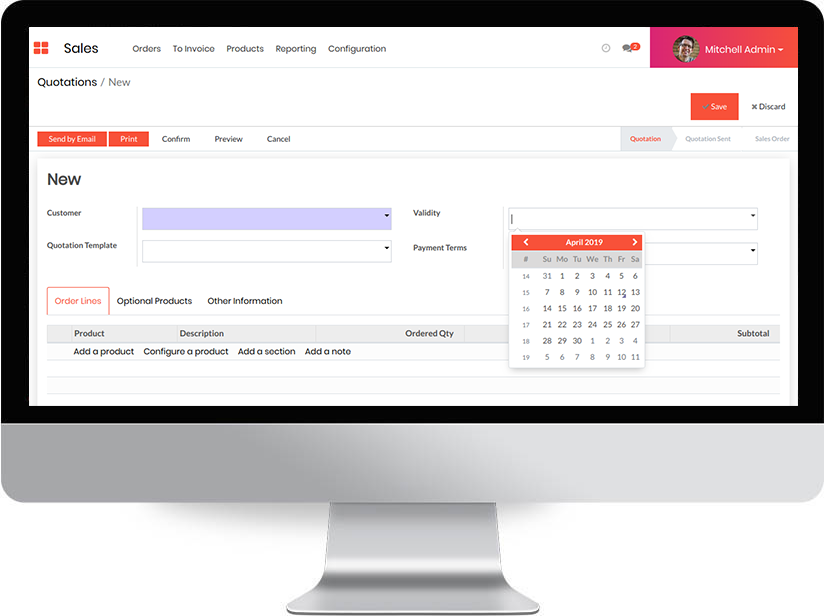 Sales Orders To Invoice Products Reporting Configuration 2 Mitchell Admin
Quotations / New
Save Discard
Send by Email Print Confirm Preview Cancel Quotation Quotation Sent Sales Order
New
Customer Validity
Quotation Template Payment Terms
April 2019
# Su Mo Tu We Th Fr Sa
14 31 1 2 3 4 5 6
15 7 8 9 10 11 12 13
16 14 15 16 17 18 19 20
17 21 22 23 24 25 26 27
18 28 29 30 1 2 3 4
19 5 6 7 8 9 10 11
Order Lines Optional Products Other Information
Product Description Ordered Qty Subtotal
Add a product Configure a product Add a section Add a note